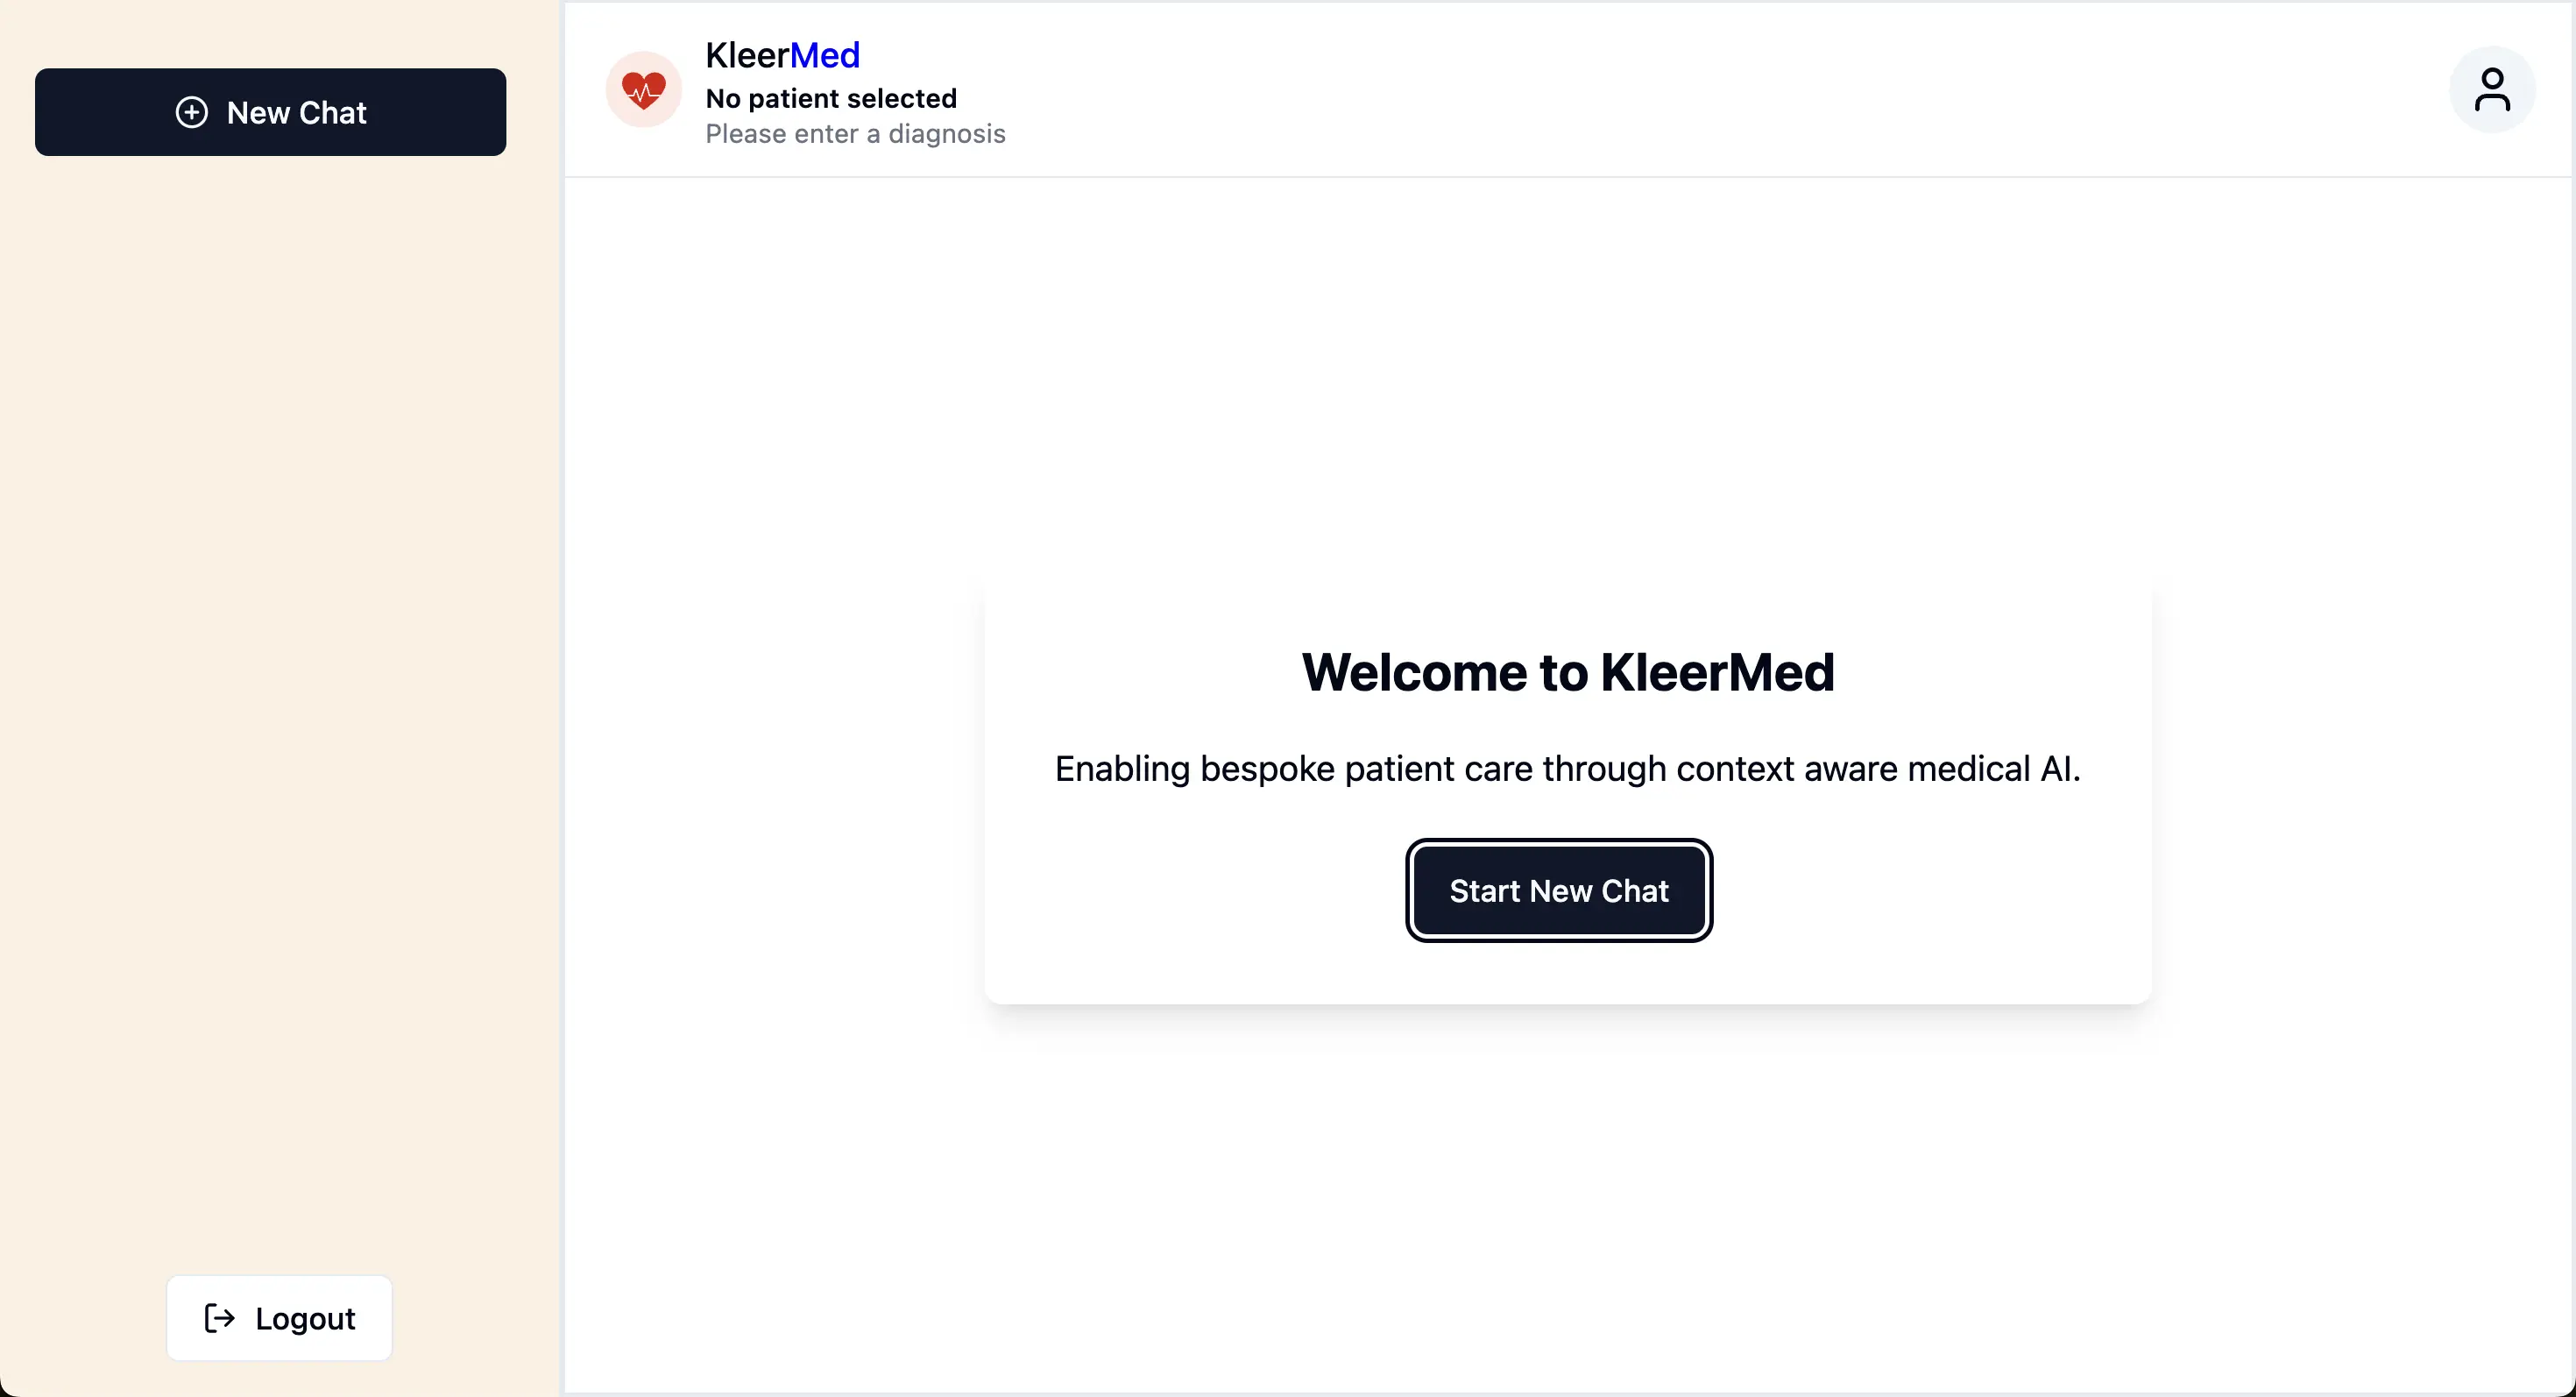 New Chat
KleerMed
No patient selected
Please enter a diagnosis
Welcome to KleerMed
Enabling bespoke patient care through context aware medical AI.
Start New Chat
Logout